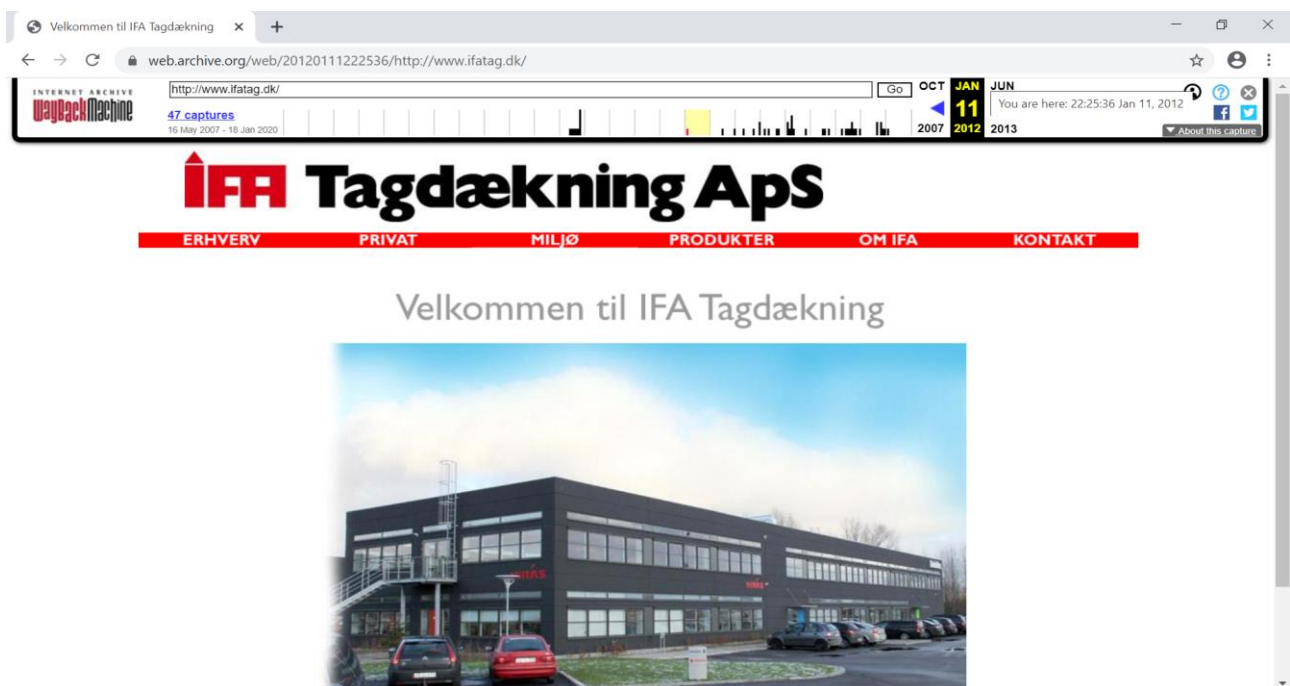 Velkommen til IFA Tagdækning
web.archive.org/web/20120111222536/http://www.ifatag.dk/
INTERNET ARCHIVE
WayBackMachine
http://www.ifatag.dk/
Go
47 captures
16 May 2007 - 18 Jan 2020
OCT JAN JUN
11
2007 2012 2013
You are here: 22:25:36 Jan 11, 2012
About this capture
IFA Tagdækning ApS
ERHVERV PRIVAT MILJØ PRODUKTER OM IFA KONTAKT
Velkommen til IFA Tagdækning